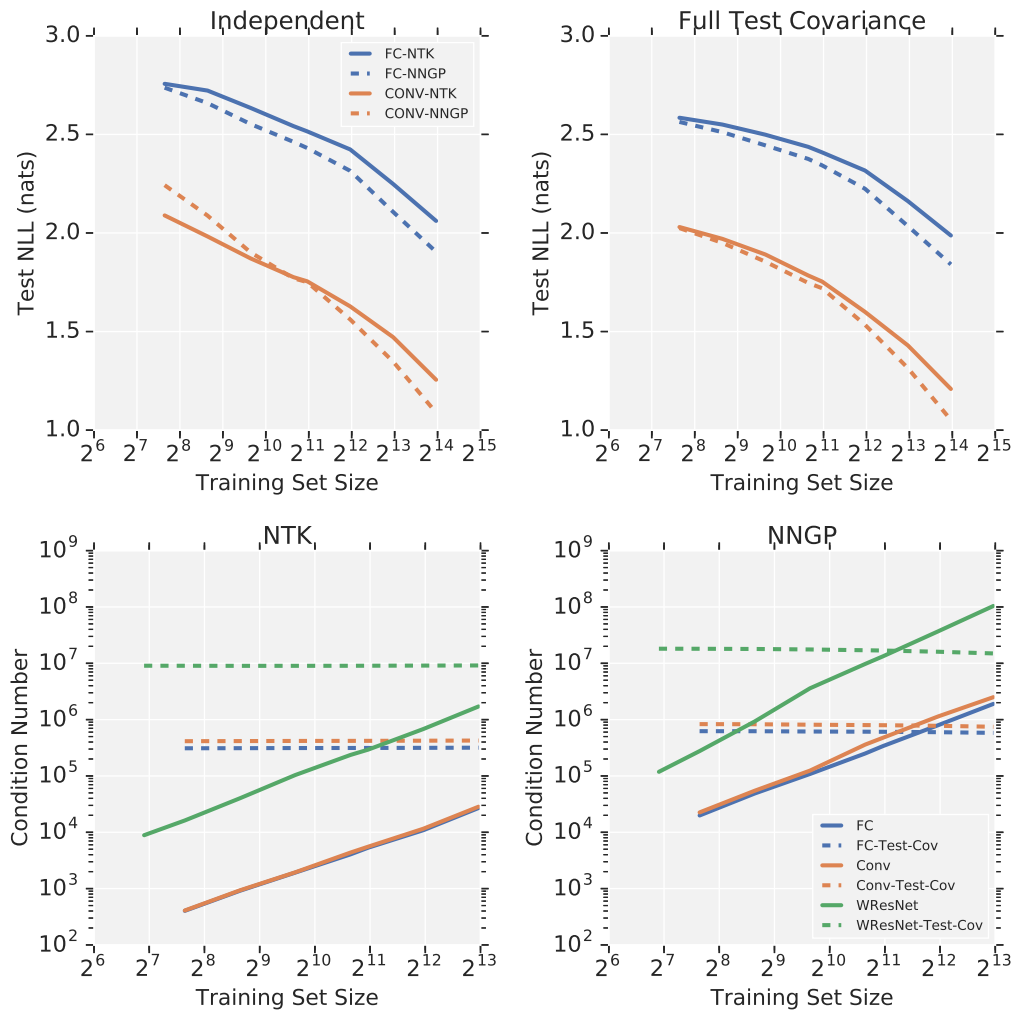 Independent
3.0
2.5
2.0
1.5
1.0
Test NLL (nats)
FC-NTK
FC-NNGP
CONV-NTK
CONV-NNGP
2^6 2^7 2^8 2^9 2^10 2^11 2^12 2^13 2^14 2^15
Training Set Size
Full Test Covariance
3.0
2.5
2.0
1.5
1.0
Test NLL (nats)
2^6 2^7 2^8 2^9 2^10 2^11 2^12 2^13 2^14 2^15
Training Set Size
NTK
10^9
10^8
10^7
10^6
10^5
10^4
10^3
10^2
Condition Number
2^6 2^7 2^8 2^9 2^10 2^11 2^12 2^13
Training Set Size
NNGP
10^9
10^8
10^7
10^6
10^5
10^4
10^3
10^2
Condition Number
FC
FC-Test-Cov
Conv
Conv-Test-Cov
WResNet
WResNet-Test-Cov
2^6 2^7 2^8 2^9 2^10 2^11 2^12 2^13
Training Set Size